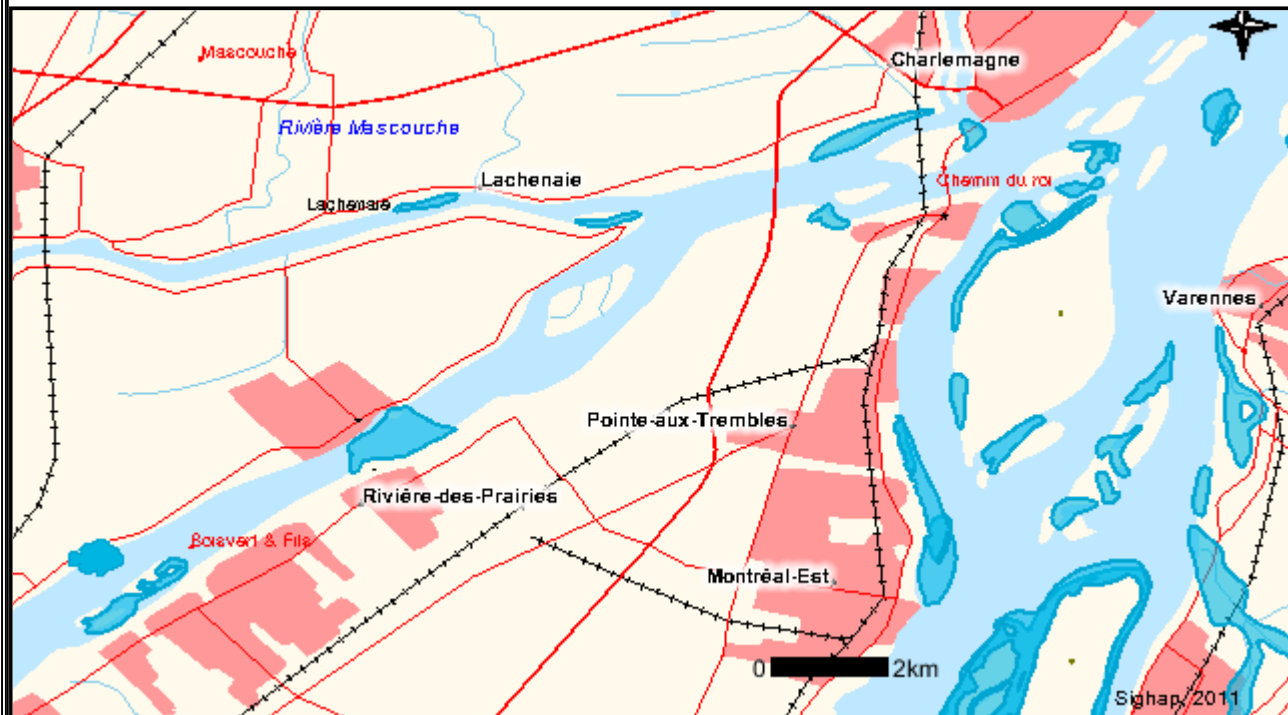 Mascouche
Charlemagne
Rivière Mascouche
Lachenaie
Chemin du roi
Lachenaie
Varennes
Pointe-aux-Trembles
Rivière-des-Prairies
Boisvert & Fils
Montréal-Est
0 2km
Sighap, 2011